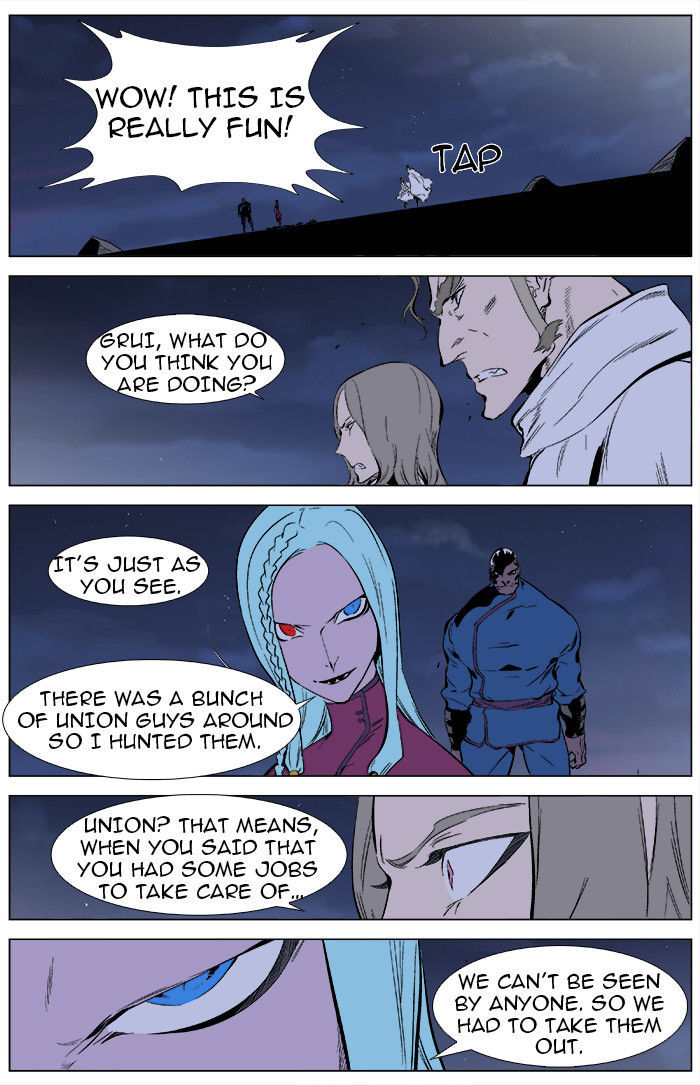 WOW! THIS IS
REALLY FUN!
TAP
GRUI, WHAT DO
YOU THINK YOU
ARE DOING?
IT'S JUST AS
YOU SEE.
THERE WAS A BUNCH
OF UNION GUYS AROUND
SO I HUNTED THEM.
UNION? THAT MEANS,
WHEN YOU SAID THAT
YOU HAD SOME JOBS
TO TAKE CARE OF...
WE CAN'T BE SEEN
BY ANYONE. SO WE
HAD TO TAKE THEM
OUT.